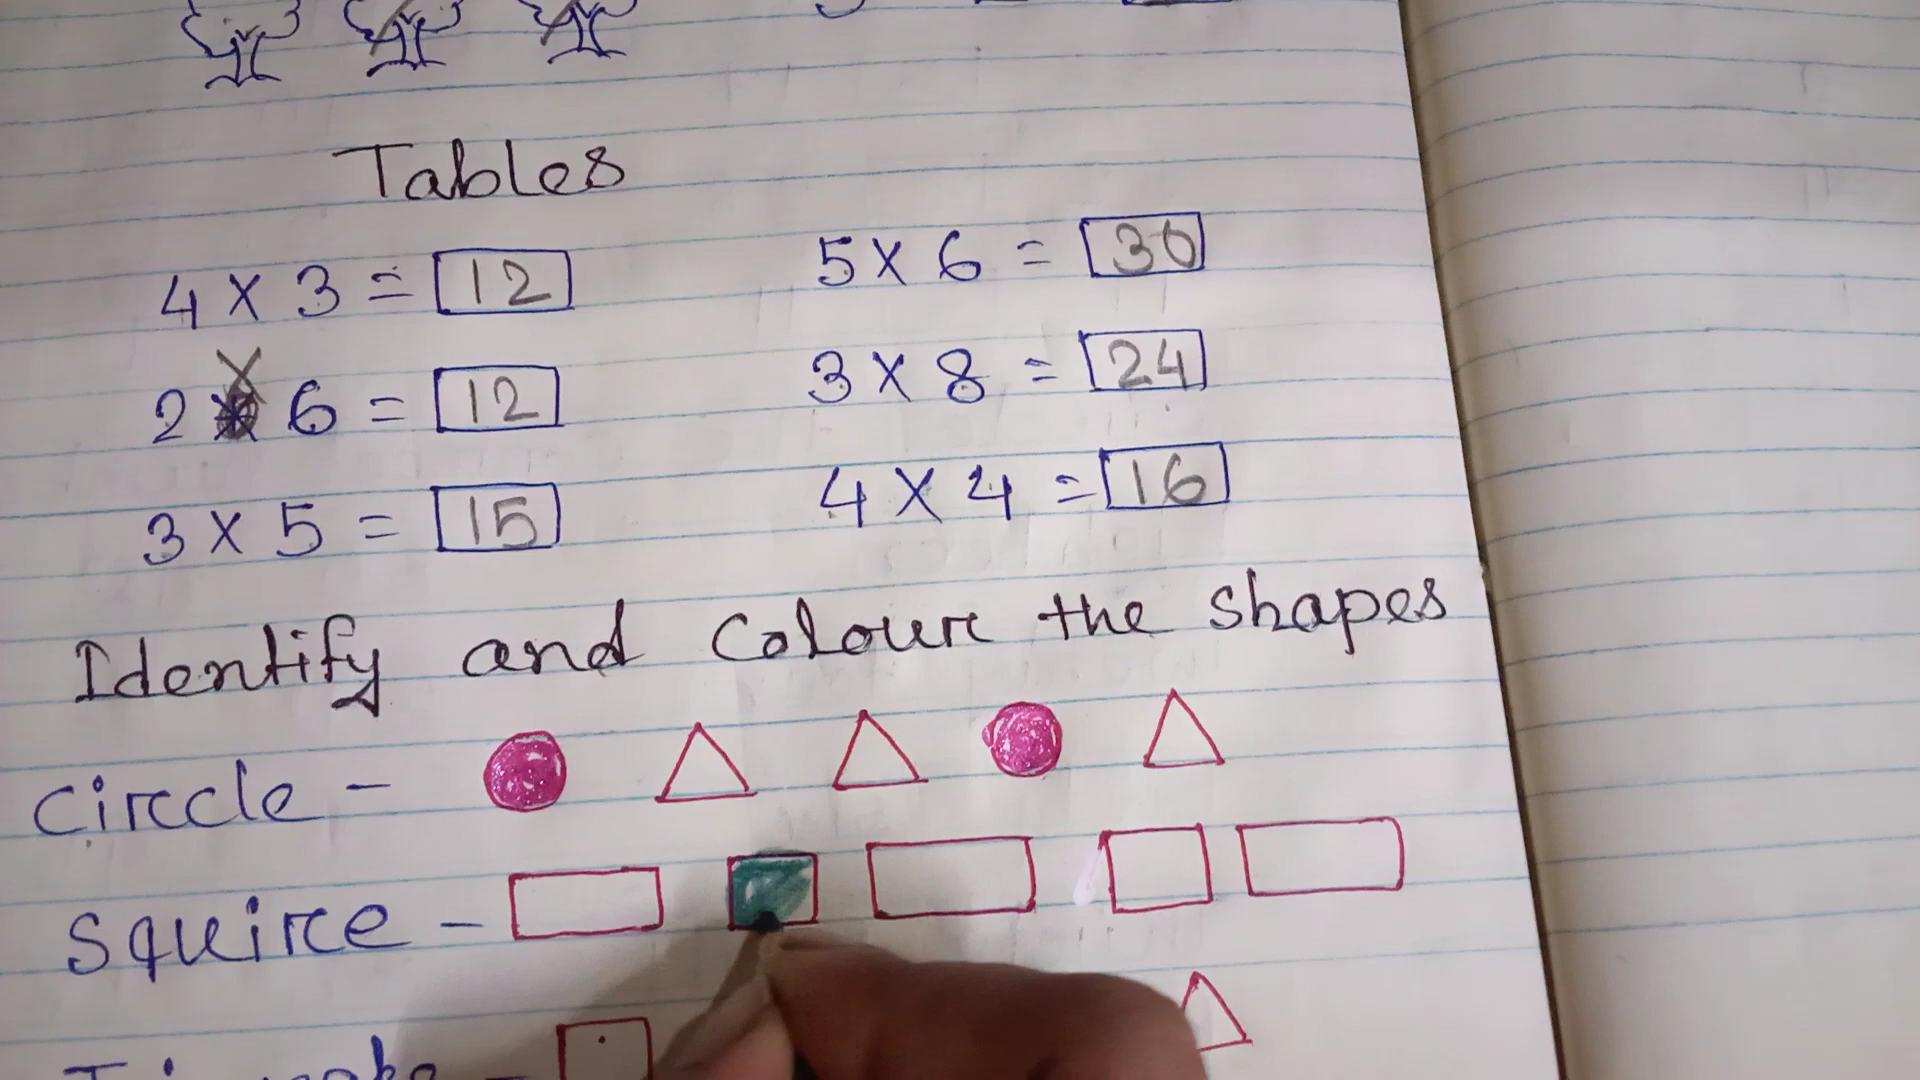 Tables
4 X 3 = 12
5 X 6 = 30
2 X 6 = 12
3 X 8 = 24
3 X 5 = 15
4 X 4 = 16
Identify and Colour the shapes
Circle -
Squire -